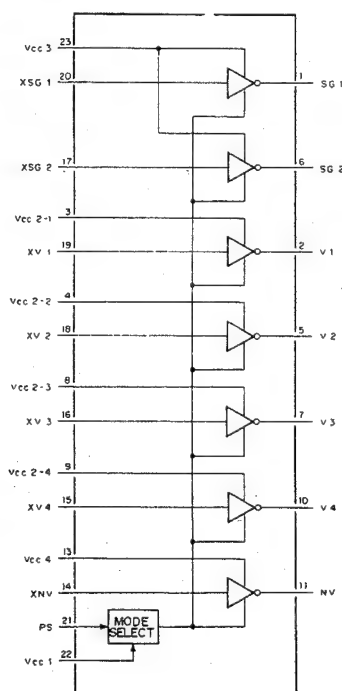 Vcc 3 23
XSG 1 20 1 SG 1
XSG 2 17 6 SG 2
Vcc 2-1 3
XV 1 19 2 V 1
Vcc 2-2 4
XV 2 18 5 V 2
Vcc 2-3 8
XV 3 16 7 V 3
Vcc 2-4 9
XV 4 15 10 V 4
Vcc 4 13
XNV 14 11 NV
PS 21 MODE
SELECT
Vcc 1 22